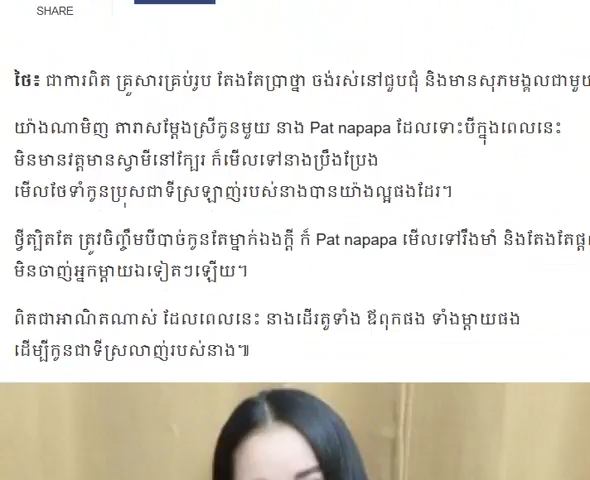 SHARE
ថៃ៖ ជាការពិត គ្រួសារគ្រប់រូប តែងតែប្រាថ្នា ចង់រស់នៅជួបជុំ និងមានសុភមង្គលជាមួយ
យ៉ាងណាមិញ តារាសម្ដែងស្រីកូនមួយ នាង Pat napapa ដែលទោះបីក្នុងពេលនេះ
មិនមានវត្តមានស្វាមីនៅក្បែរ ក៏មើលទៅនាងប្រឹងប្រែង
មើលថែទាំកូនប្រុសជាទីស្រឡាញ់របស់នាងបានយ៉ាងល្អផងដែរ។
ថ្វីត្បិតតែ ត្រូវចិញ្ចឹមបីបាច់កូនតែម្នាក់ឯងក្ដី ក៏ Pat napapa មើលទៅរឹងមាំ និងតែងតែផ្ដ
មិនចាញ់អ្នកម្ដាយឯទៀតៗឡើយ។
ពិតជាអាណិតណាស់ ដែលពេលនេះ នាងដើរតួទាំង ឪពុកផង ទាំងម្ដាយផង
ដើម្បីកូនជាទីស្រលាញ់របស់នាង៕